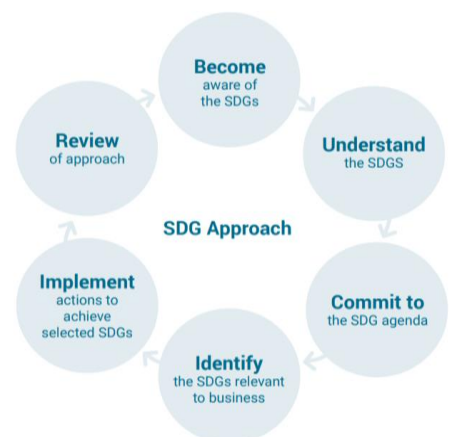 Become
aware of
the SDGs
Understand
the SDGS
Commit to
the SDG agenda
Identify
the SDGs relevant
to business
Implement
actions to
achieve
selected SDGs
Review
of approach
SDG Approach